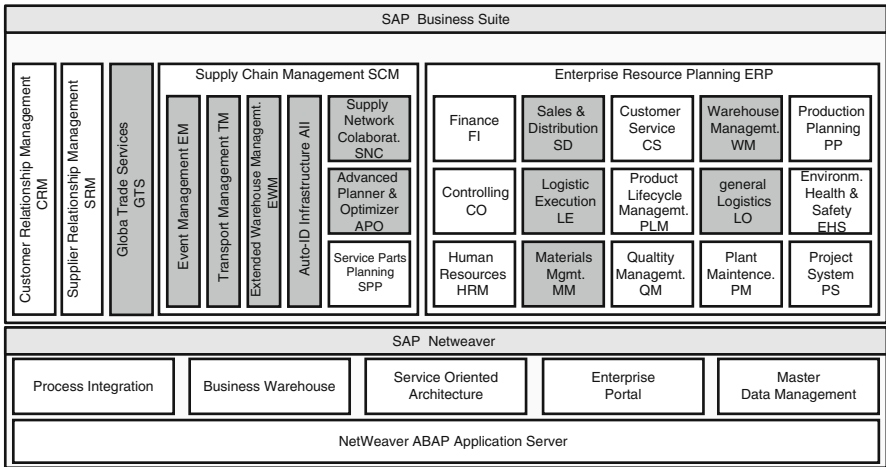 SAP Business Suite
Customer Relationship Management
CRM
Supplier Relationship Management
SRM
Globa Trade Services
GTS
Supply Chain Management SCM
Event Management EM
Transport Management TM
Extended Warehouse Managemt.
EWM
Auto-ID Infrastructure AII
Supply
Network
Colaborat.
SNC
Advanced
Planner &
Optimizer
APO
Service Parts
Planning
SPP
Enterprise Resource Planning ERP
Finance
FI
Sales &
Distribution
SD
Customer
Service
CS
Warehouse
Managemt.
WM
Production
Planning
PP
Controlling
CO
Logistic
Execution
LE
Product
Lifecycle
Managemt.
PLM
general
Logistics
LO
Environm.
Health &
Safety
EHS
Human
Resources
HRM
Materials
Mgmt.
MM
Qualtity
Managemt.
QM
Plant
Maintence.
PM
Project
System
PS
SAP Netweaver
Process Integration
Business Warehouse
Service Oriented
Architecture
Enterprise
Portal
Master
Data Management
NetWeaver ABAP Application Server